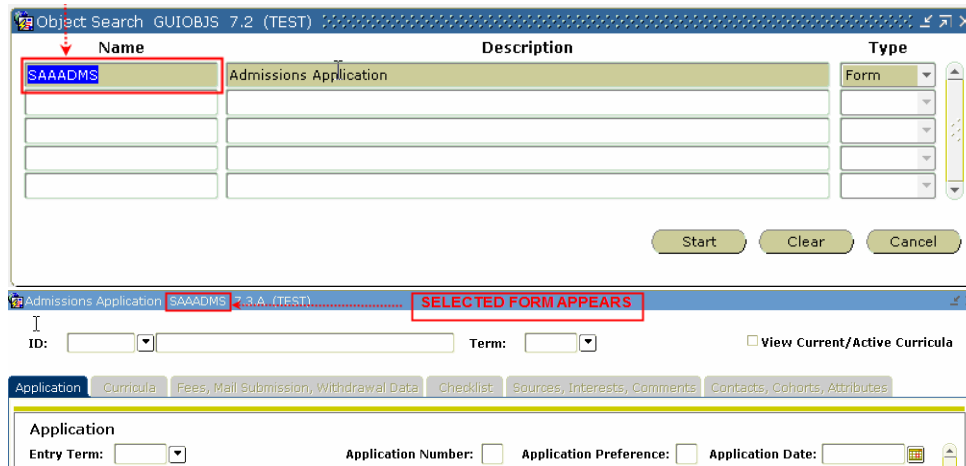 Object Search GUIOBJS 7.2 (TEST)
Name Description Type
SAAADMS Admissions Application Form
Start Clear Cancel
Admissions Application SAAADMS 7.3.A (TEST) SELECTED FORM APPEARS
ID: Term: View Current/Active Curricula
Application Curricula Fees, Mail Submission, Withdrawal Data Checklist Sources, Interests, Comments Contacts, Cohorts, Attributes
Application
Entry Term: Application Number: Application Preference: Application Date: